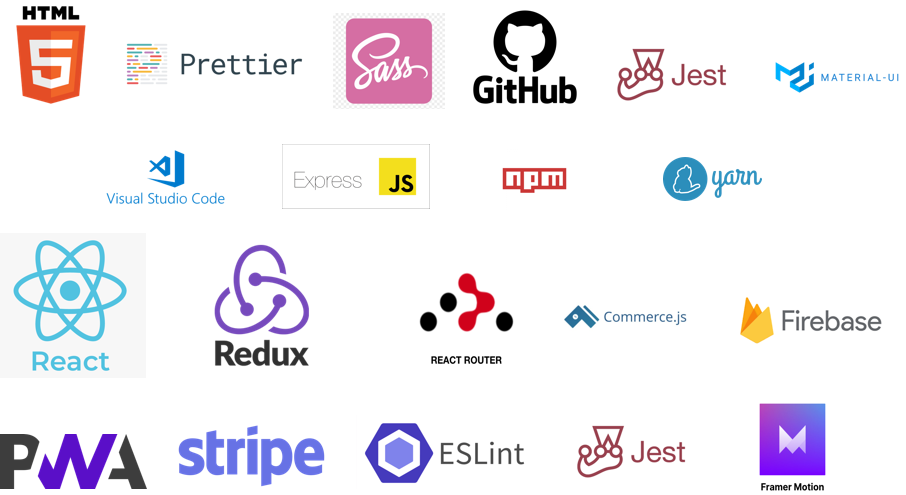 HTML
5
Prettier
Sass
GitHub
Jest
MATERIAL-UI
Visual Studio Code
Express JS
npm
yarn
React
Redux
REACT ROUTER
Commerce.js
Firebase
PWA
stripe
ESLint
Jest
Framer Motion